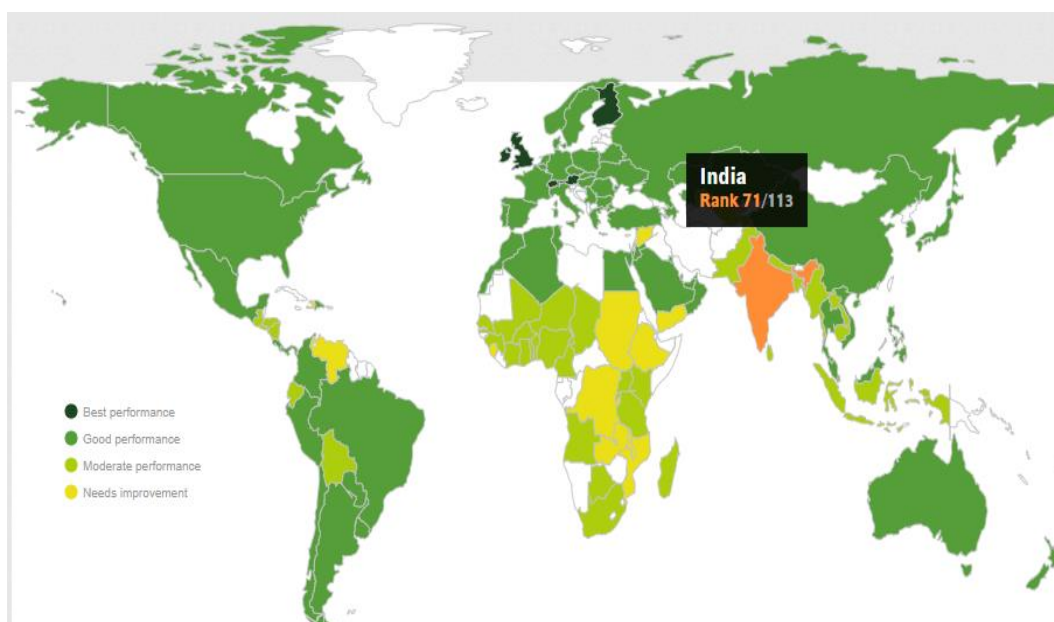 India
Rank 71/113
Best performance
Good performance
Moderate performance
Needs improvement